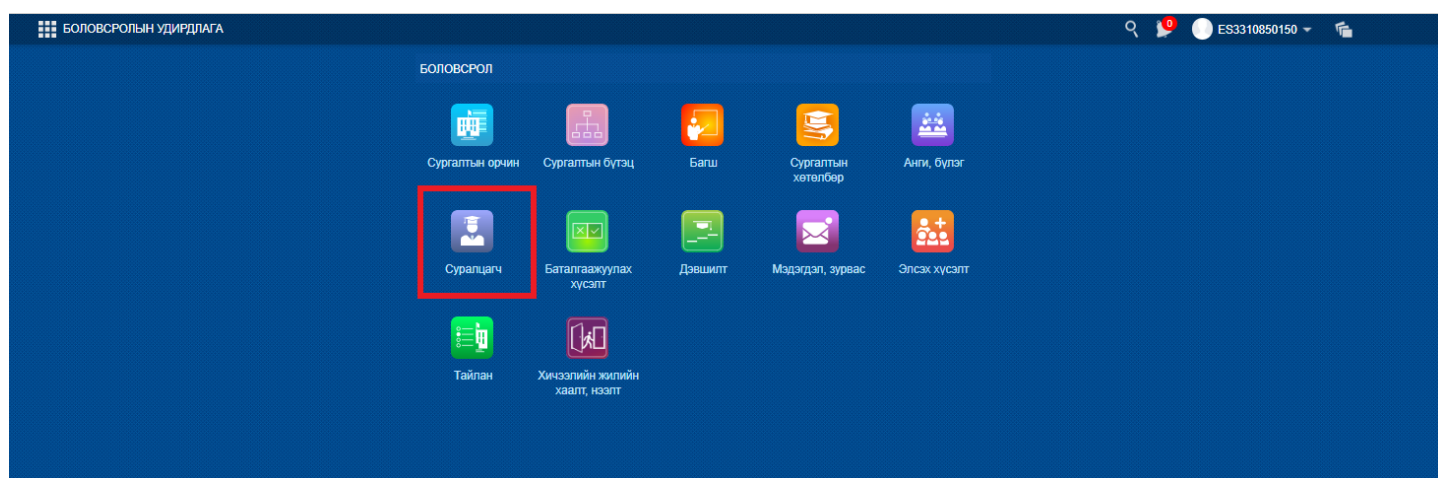 БОЛОВСРОЛЫН УДИРДЛАГА
0
ES3310850150
БОЛОВСРОЛ
Сургалтын орчин
Сургалтын бүтэц
Багш
Сургалтын
хөтөлбөр
Анги, бүлэг
Суралцагч
Баталгаажуулах
хүсэлт
Дэвшилт
Мэдэгдэл, зурвас
Элсэх хүсэлт
Тайлан
Хичээлийн жилийн
хаалт, нээлт